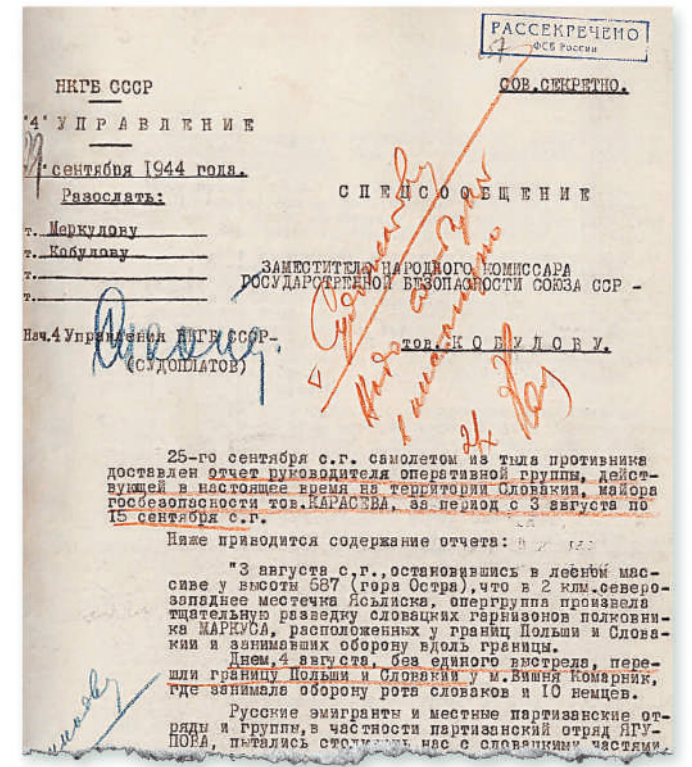 РАССЕКРЕЧЕНО
ФСБ России
НКГБ СССР
СОВ.СЕКРЕТНО.
"4" УПРАВЛЕНИЕ
сентября 1944 года.
Разослать:
СПЕЦСООБЩЕНИЕ
т. Меркулову
т. Кобулову
т.
т.
ЗАМЕСТИТЕЛЮ НАРОДНОГО КОМИССАРА
ГОСУДАРСТВЕННОЙ БЕЗОПАСНОСТИ СОЮЗА ССР -
Нач.4 Управления НКГБ СССР-
(СУДОПЛАТОВ)
тов. КОБУЛОВУ.
Судоплатову
Надо
25-го сентября с.г. самолетом из тыла противника
доставлен отчет руководителя оперативной группы, дейст-
вующей в настоящее время на территории Словакии, майора
госбезопасности тов.КАРАСЕВА, за период с 3 августа по
15 сентября с.г.
Ниже приводится содержание отчета:
"3 августа с.г.,остановившись в лесном мас-
сиве у высоты 687 (гора Остра),что в 2 клм.северо-
западнее местечка Ясьлиска, опергруппа произвела
тщательную разведку словацких гарнизонов полковни-
ка МАРКУСА, расположенных у границ Польши и Слова-
кии и занимавших оборону вдоль границы.
Днем,4 августа, без единого выстрела, пере-
шли границу Польши и Словакии у м.Вишня Комарник,
где занимала оборону рота словаков и 10 немцев.
Русские эмигранты и местные партизанские от-
ряды и группы,в частности партизанский отряд ЯГУ-
ПОВА, пытались столкнуть нас с словацкими частями.